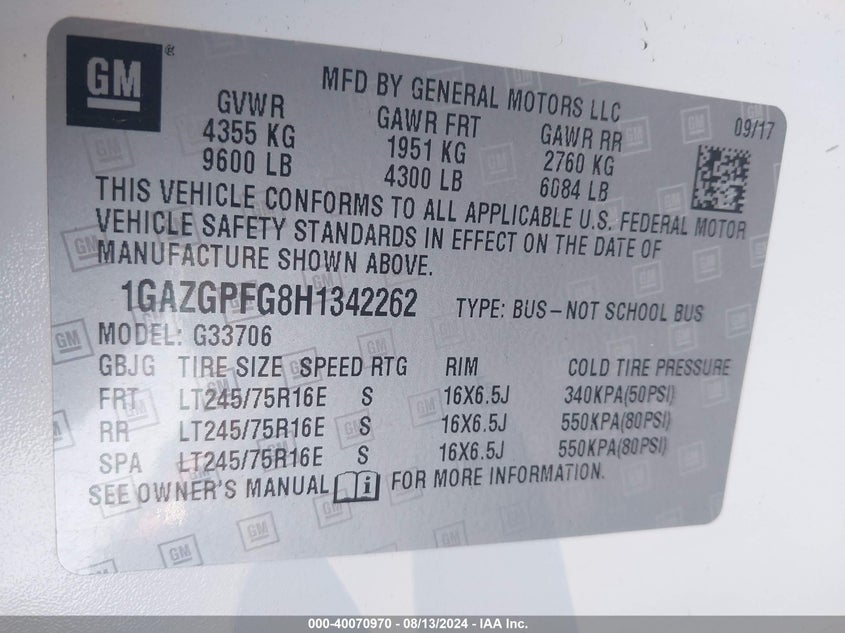 GM ®
MFD BY GENERAL MOTORS LLC
GVWR GAWR FRT GAWR RR 09/17
4355 KG 1951 KG 2760 KG
9600 LB 4300 LB 6084 LB
THIS VEHICLE CONFORMS TO ALL APPLICABLE U.S. FEDERAL MOTOR
VEHICLE SAFETY STANDARDS IN EFFECT ON THE DATE OF
MANUFACTURE SHOWN ABOVE.
1GAZGPFG8H1342262 TYPE: BUS-NOT SCHOOL BUS
MODEL: G33706
GBJG TIRE SIZE SPEED RTG RIM COLD TIRE PRESSURE
FRT LT245/75R16E S 16X6.5J 340KPA(50PSI)
RR LT245/75R16E S 16X6.5J 550KPA(80PSI)
SPA LT245/75R16E S 16X6.5J 550KPA(80PSI)
SEE OWNER'S MANUAL i FOR MORE INFORMATION.
000-40070970 - 08/13/2024 - IAA Inc.